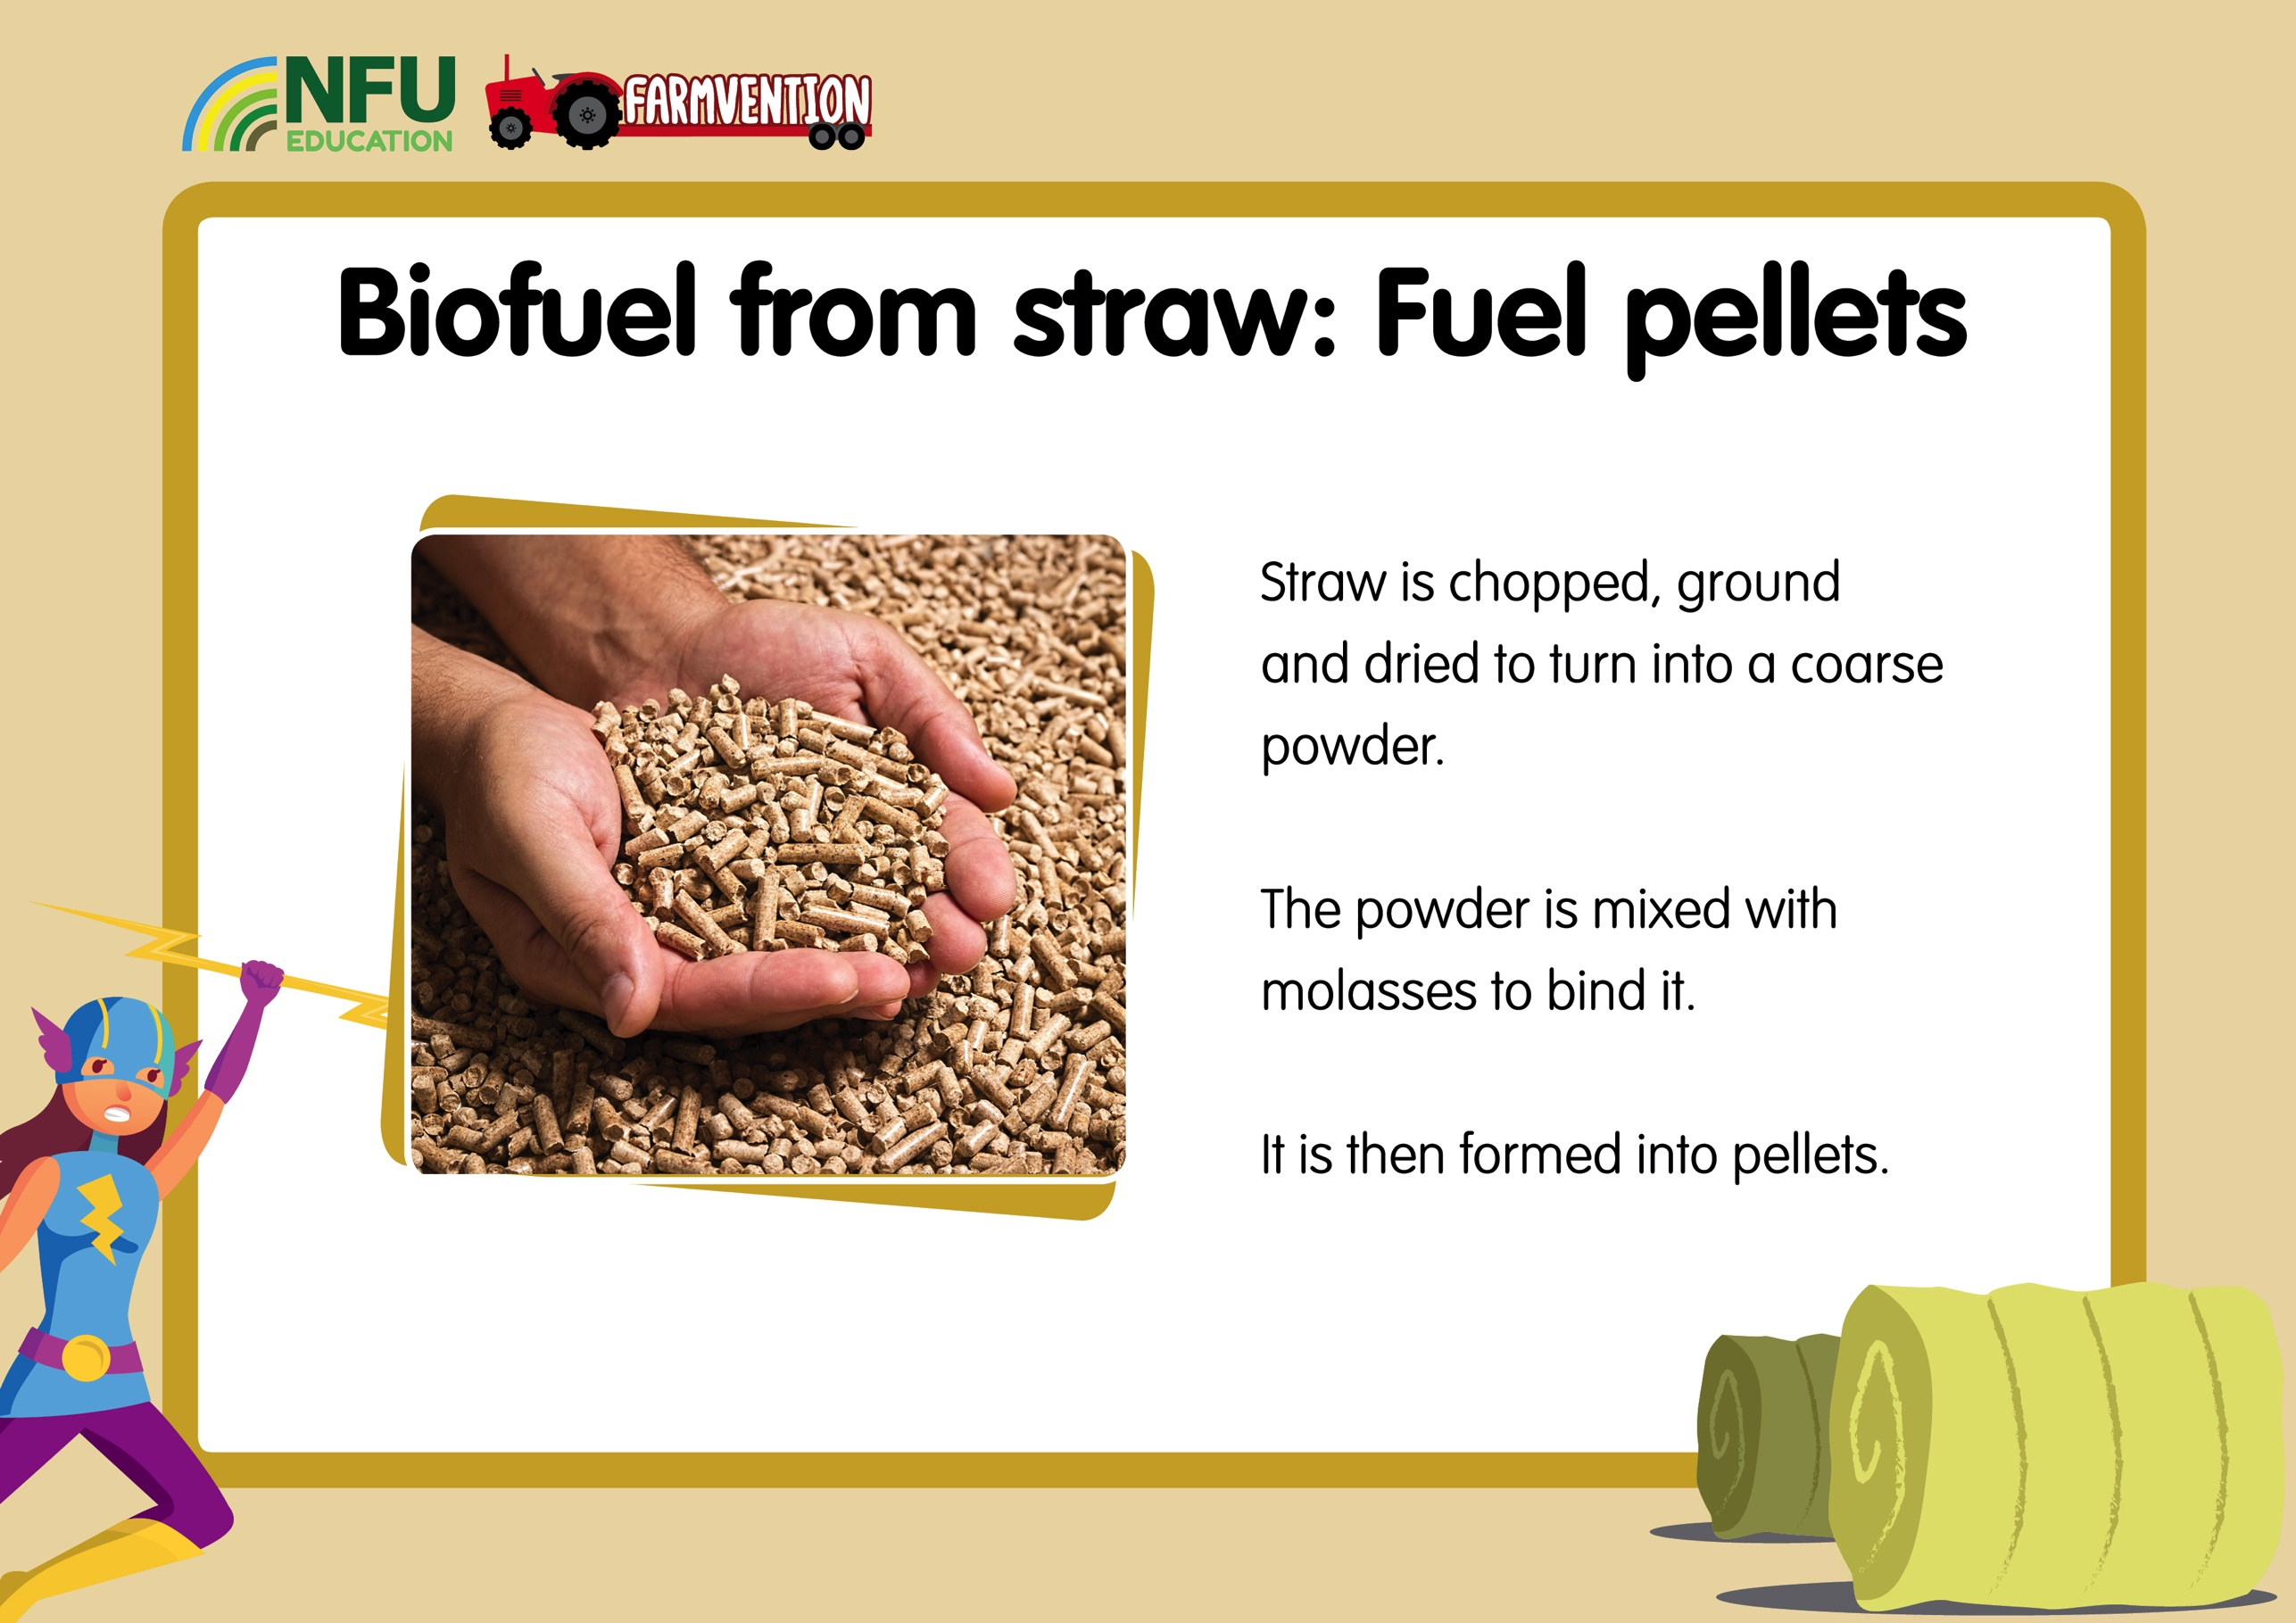 NFU
EDUCATION
FARMVENTION
Biofuel from straw: Fuel pellets
Straw is chopped, ground
and dried to turn into a coarse
powder.
The powder is mixed with
molasses to bind it.
It is then formed into pellets.